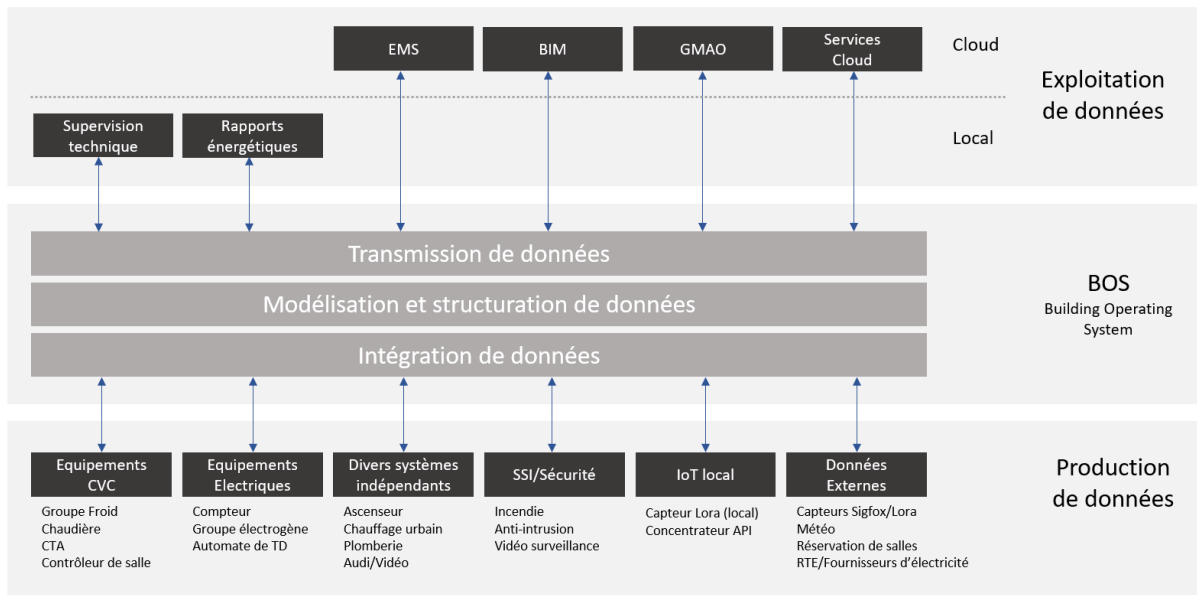 EMS
BIM
GMAO
Services
Cloud
Cloud
Exploitation
de données
Supervision
technique
Rapports
énergétiques
Local
Transmission de données
Modélisation et structuration de données
Intégration de données
BOS
Building Operating
System
Equipements
CVC
Groupe Froid
Chaudière
CTA
Contrôleur de salle
Equipements
Electriques
Compteur
Groupe électrogène
Automate de TD
Divers systèmes
indépendants
Ascenseur
Chauffage urbain
Plomberie
Audi/Vidéo
SSI/Sécurité
Incendie
Anti-intrusion
Vidéo surveillance
IoT local
Capteur Lora (local)
Concentrateur API
Données
Externes
Capteurs Sigfox/Lora
Météo
Réservation de salles
RTE/Fournisseurs d’électricité
Production
de données